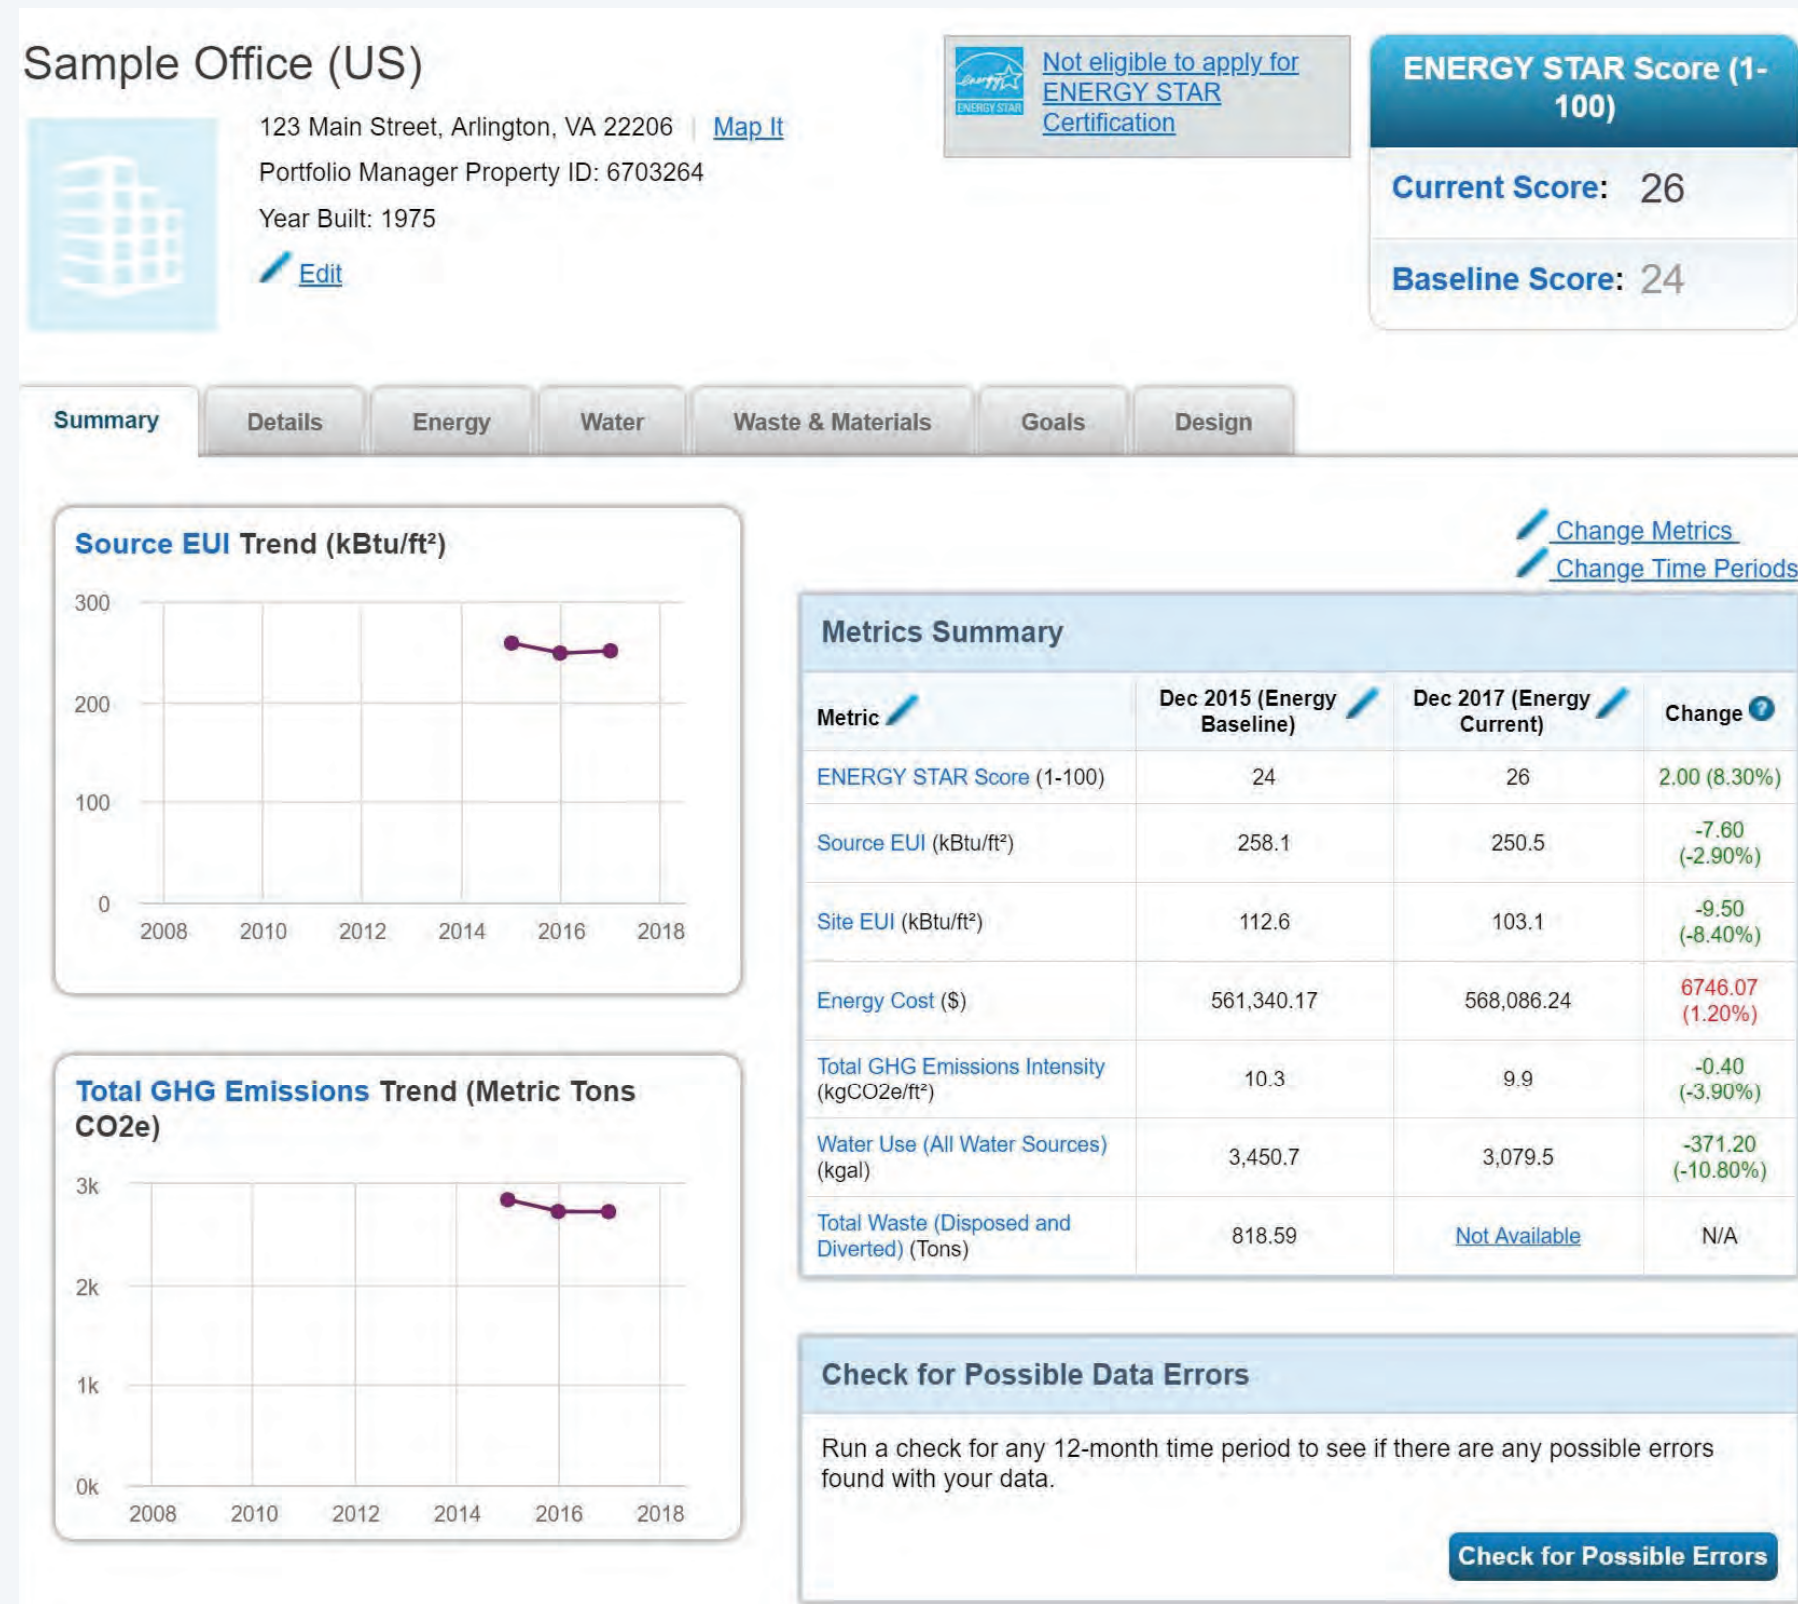 Sample Office (US)
123 Main Street, Arlington, VA 22206 | Map It
Portfolio Manager Property ID: 6703264
Year Built: 1975
Edit
energy
ENERGY STAR
Not eligible to apply for
ENERGY STAR
Certification
ENERGY STAR Score (1-
100)
Current Score: 26
Baseline Score: 24
Summary
Details
Energy
Water
Waste & Materials
Goals
Design
Source EUI Trend (kBtu/ft²)
300
200
100
0
2008 2010 2012 2014 2016 2018
Total GHG Emissions Trend (Metric Tons
CO2e)
3k
2k
1k
0k
2008 2010 2012 2014 2016 2018
Change Metrics
Change Time Periods
Metrics Summary
Metric
Dec 2015 (Energy
Baseline)
Dec 2017 (Energy
Current)
Change ?
ENERGY STAR Score (1-100) 24 26 2.00 (8.30%)
Source EUI (kBtu/ft²) 258.1 250.5 -7.60
(-2.90%)
Site EUI (kBtu/ft²) 112.6 103.1 -9.50
(-8.40%)
Energy Cost ($) 561,340.17 568,086.24 6746.07
(1.20%)
Total GHG Emissions Intensity
(kgCO2e/ft²) 10.3 9.9 -0.40
(-3.90%)
Water Use (All Water Sources)
(kgal) 3,450.7 3,079.5 -371.20
(-10.80%)
Total Waste (Disposed and
Diverted) (Tons) 818.59 Not Available N/A
Check for Possible Data Errors
Run a check for any 12-month time period to see if there are any possible errors
found with your data.
Check for Possible Errors